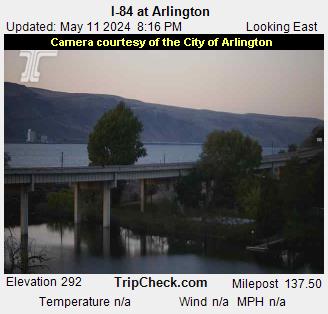 I-84 at Arlington
Updated: May 11 2024 8:16 PM Looking East
Camera courtesy of the City of Arlington
Elevation 292 TripCheck.com Milepost 137.50
Temperature n/a Wind n/a MPH n/a